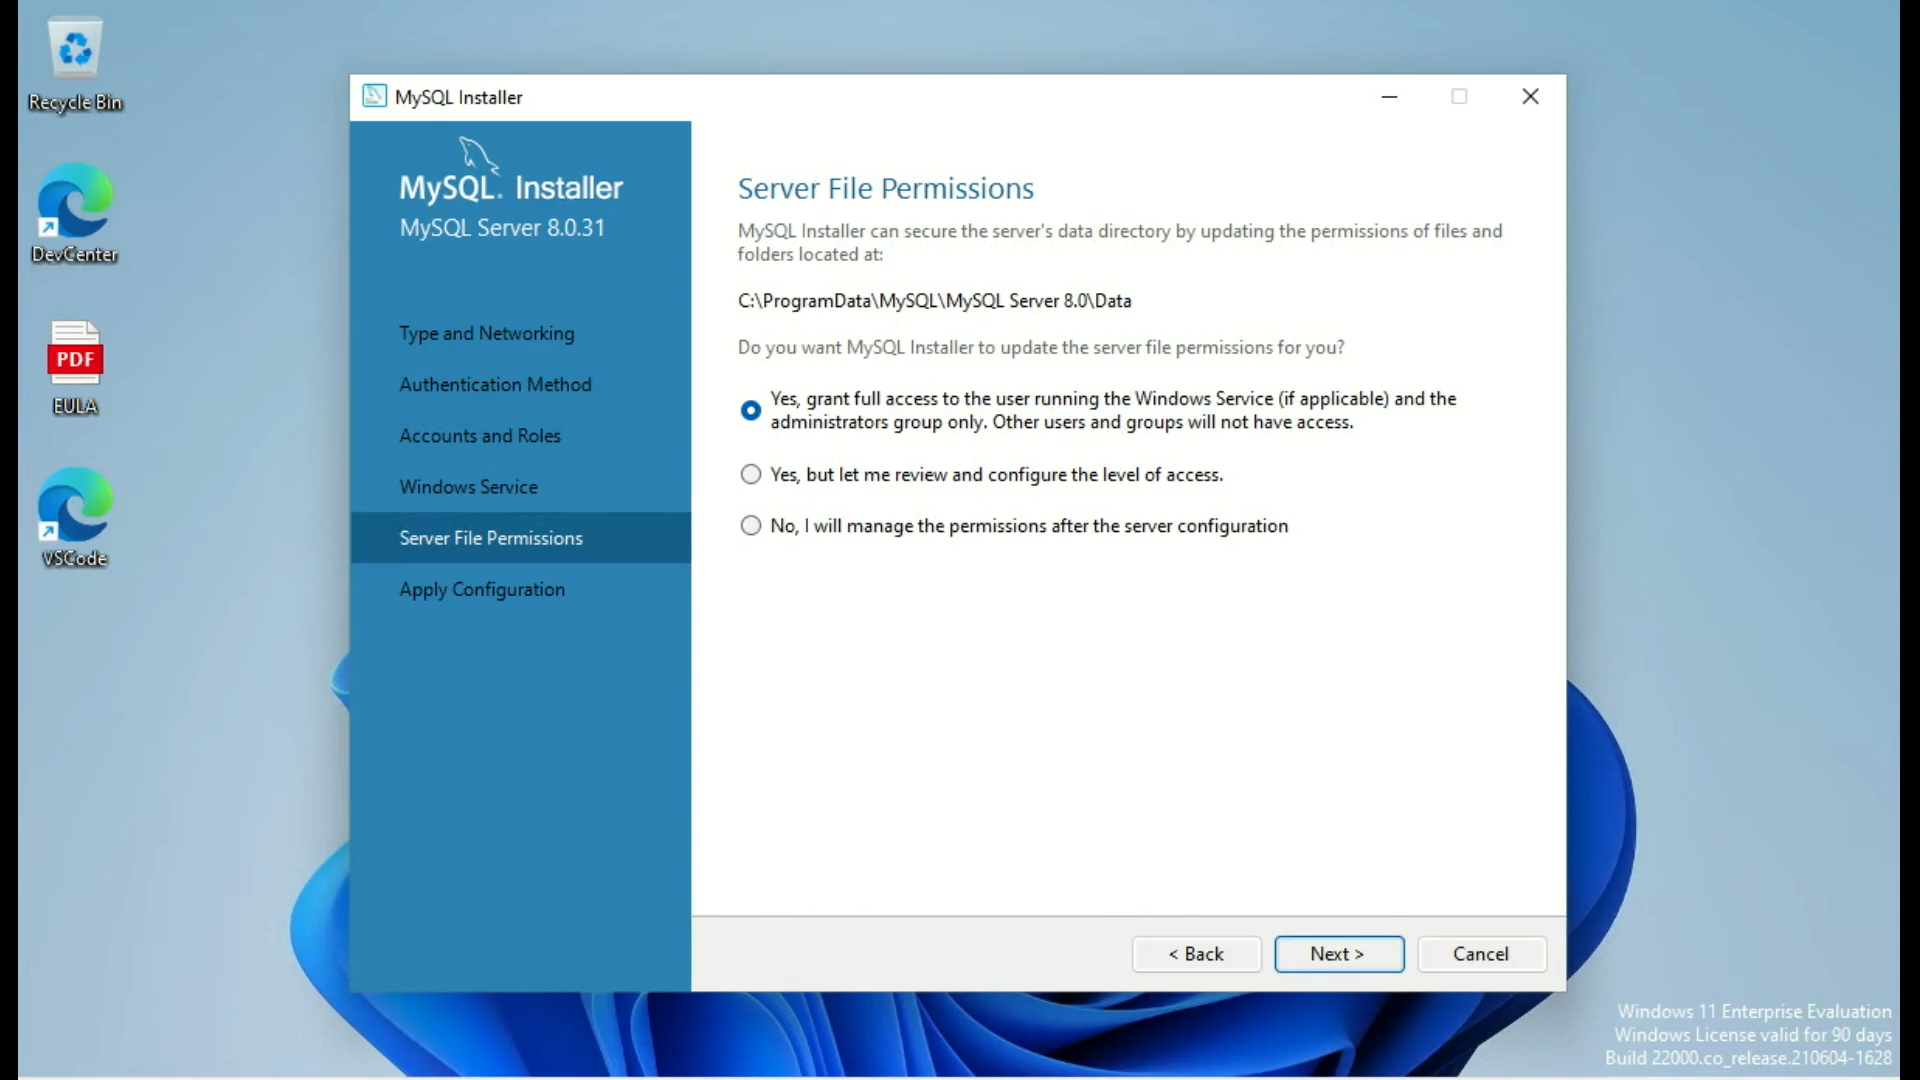 Recycle Bin
DevCenter
PDF
EULA
VSCode
MySQL Installer
MySQL. Installer
MySQL Server 8.0.31
Type and Networking
Authentication Method
Accounts and Roles
Windows Service
Server File Permissions
Apply Configuration
Server File Permissions
MySQL Installer can secure the server's data directory by updating the permissions of files and
folders located at:
C:\ProgramData\MySQL\MySQL Server 8.0\Data
Do you want MySQL Installer to update the server file permissions for you?
Yes, grant full access to the user running the Windows Service (if applicable) and the
administrators group only. Other users and groups will not have access.
Yes, but let me review and configure the level of access.
No, I will manage the permissions after the server configuration
< Back
Next >
Cancel
Windows 11 Enterprise Evaluation
Windows License valid for 90 days
Build 22000.co_release.210604-1628